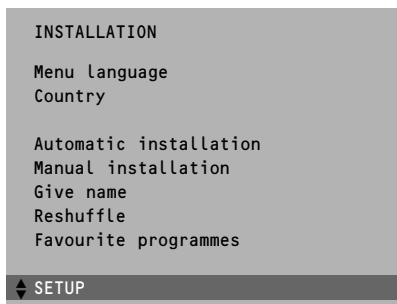 INSTALLATION
Menu language
Country
Automatic installation
Manual installation
Give name
Reshuffle
Favourite programmes
SETUP